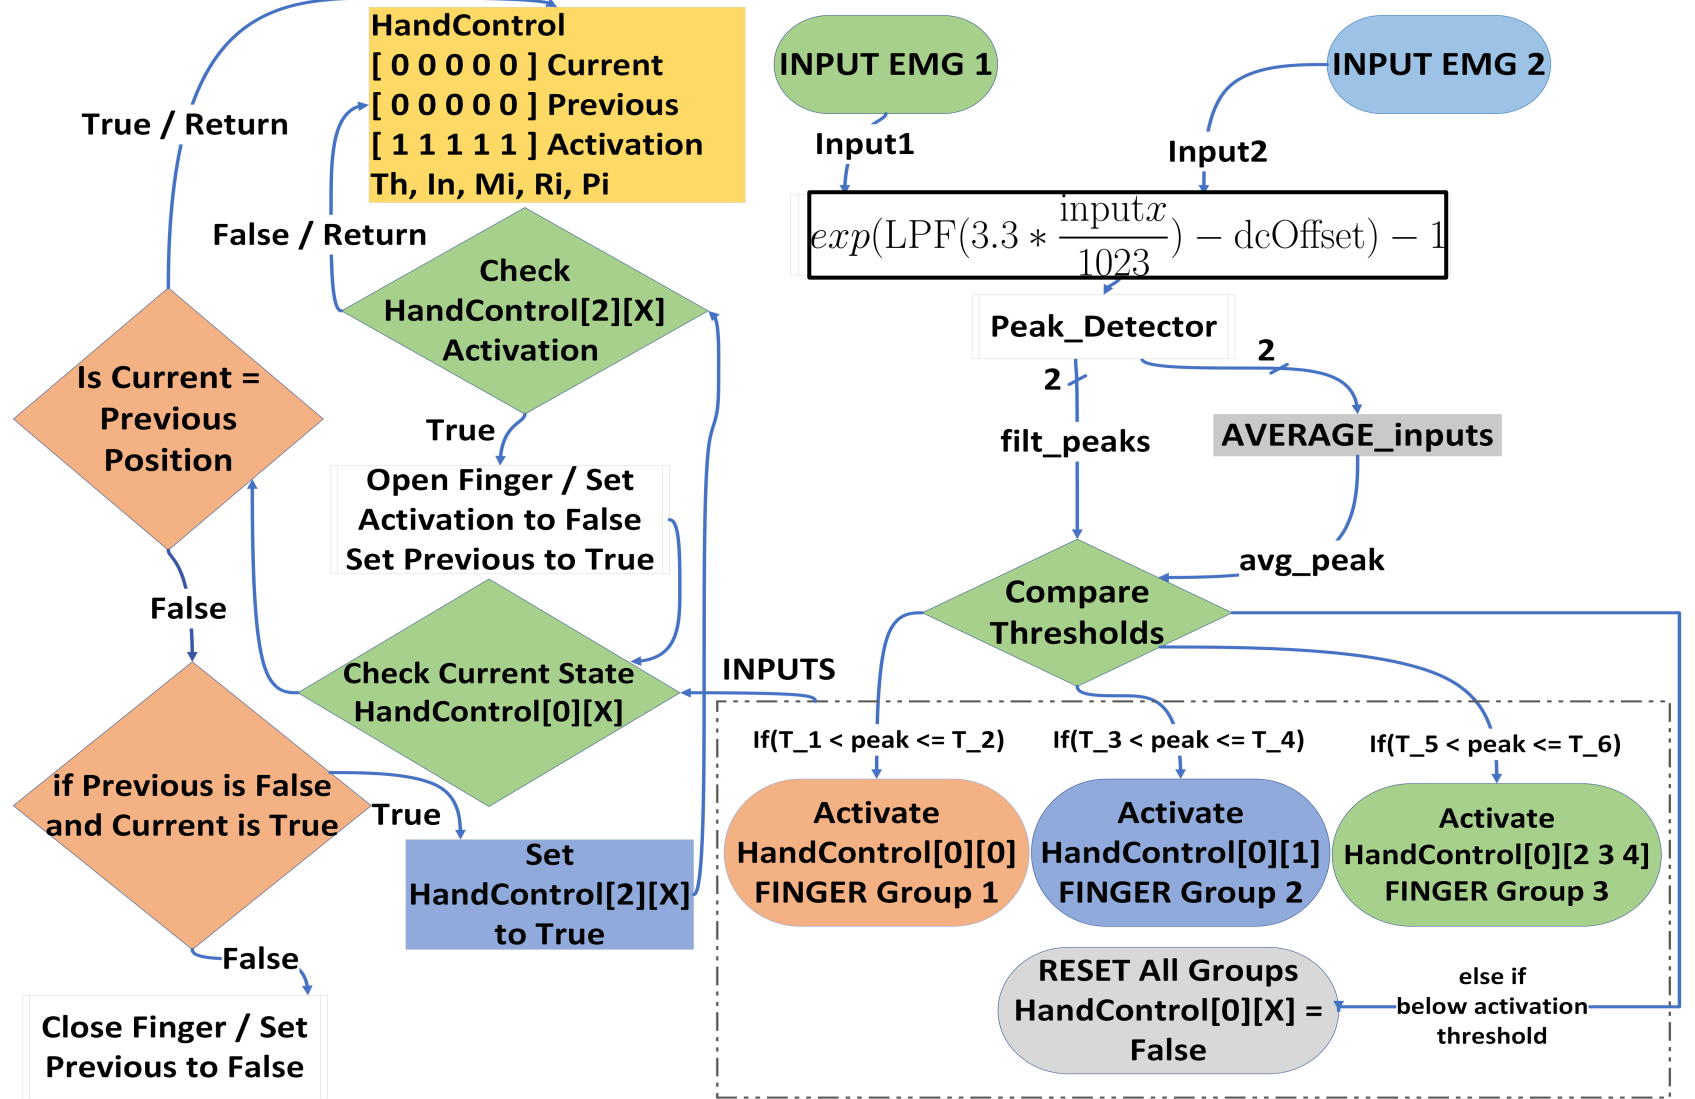 HandControl
[ 0 0 0 0 0 ] Current
[ 0 0 0 0 0 ] Previous
[ 1 1 1 1 1 ] Activation
Th, In, Mi, Ri, Pi
True / Return
False / Return
Check
HandControl[2][X]
Activation
Is Current =
Previous
Position
True
Open Finger / Set
Activation to False
Set Previous to True
False
Check Current State
HandControl[0][X]
INPUTS
if Previous is False
and Current is True
True
Set
HandControl[2][X]
to True
False
Close Finger / Set
Previous to False
INPUT EMG 1
INPUT EMG 2
Input1
Input2
exp(LPF(3.3 * inputx/1023) − dcOffset) − 1
Peak_Detector
2
2
filt_peaks
AVERAGE_inputs
avg_peak
Compare
Thresholds
If(T_1 < peak <= T_2)
If(T_3 < peak <= T_4)
If(T_5 < peak <= T_6)
Activate
HandControl[0][0]
FINGER Group 1
Activate
HandControl[0][1]
FINGER Group 2
Activate
HandControl[0][2 3 4]
FINGER Group 3
RESET All Groups
HandControl[0][X] =
False
else if
below activation
threshold